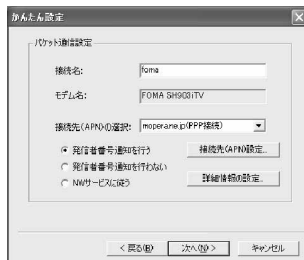 かんたん設定
パケット通信設定
接続名: foma
モデム名: FOMA SH903iTV
接続先(APN)の選択: mopera.ne.jp(PPP接続)
発信者番号通知を行う
接続先(APN)設定...
発信者番号通知を行わない
NWサービスに従う
詳細情報の設定...
< 戻る(B)
次へ(N) >
キャンセル